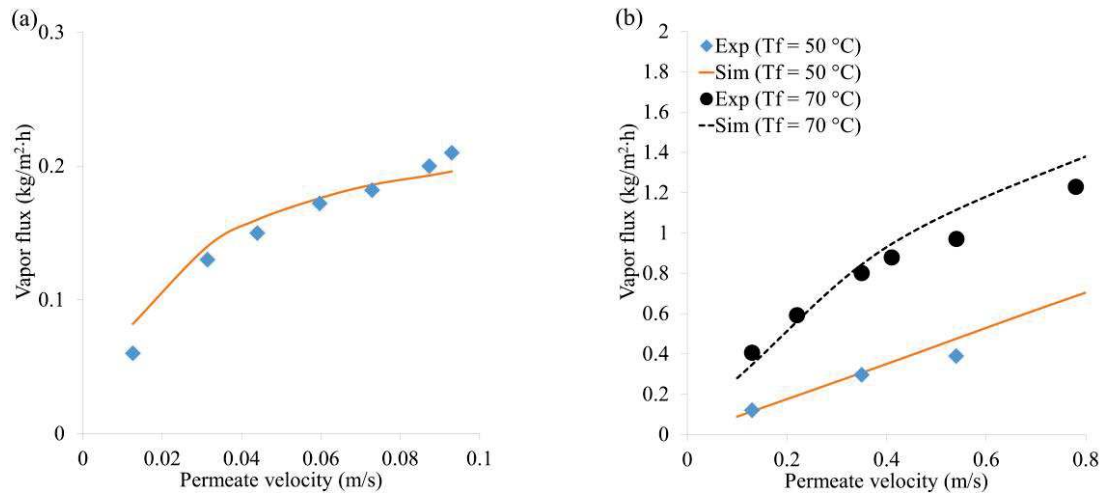 (a)
0.3
0.2
0.1
0
Vapor flux (kg/m²·h)
0 0.02 0.04 0.06 0.08 0.1
Permeate velocity (m/s)
(b)
2
1.8
1.6
1.4
1.2
1
0.8
0.6
0.4
0.2
0
Vapor flux (kg/m²·h)
Exp (Tf = 50 °C)
Sim (Tf = 50 °C)
Exp (Tf = 70 °C)
Sim (Tf = 70 °C)
0 0.2 0.4 0.6 0.8
Permeate velocity (m/s)